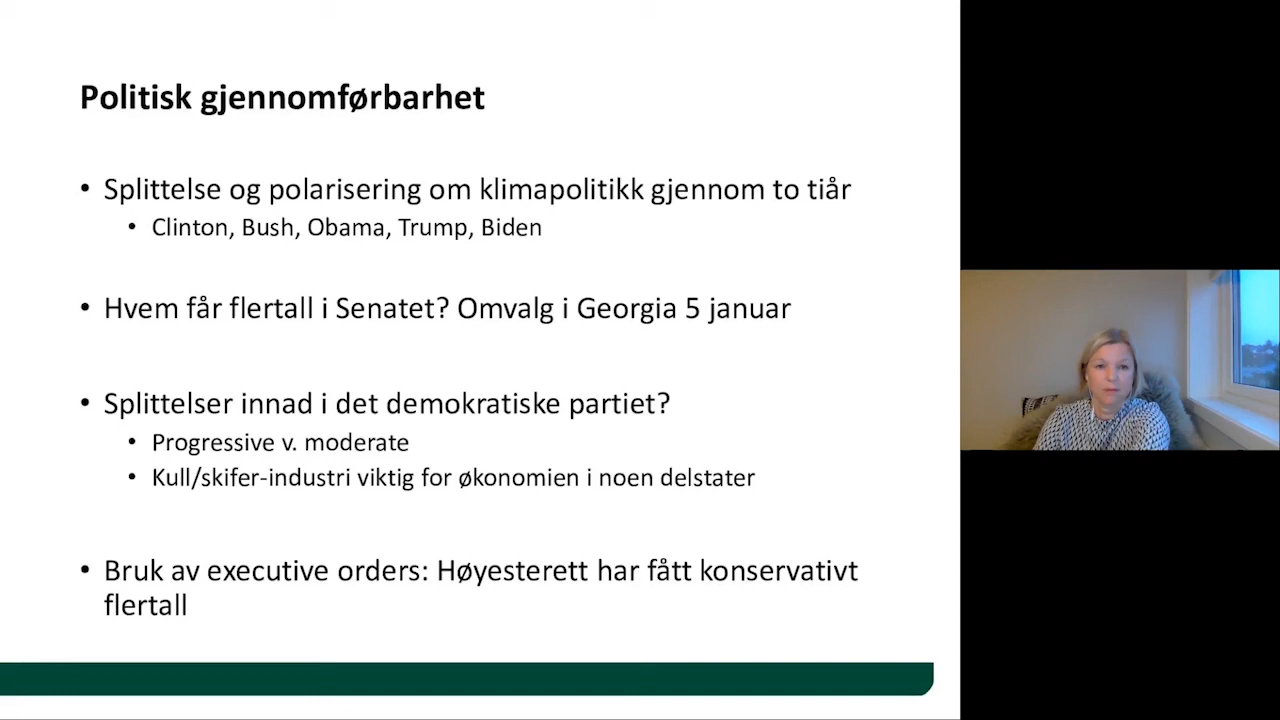 Politisk gjennomførbarhet
• Splittelse og polarisering om klimapolitikk gjennom to tiår
• Clinton, Bush, Obama, Trump, Biden
• Hvem får flertall i Senatet? Omvalg i Georgia 5 januar
• Splittelser innad i det demokratiske partiet?
• Progressive v. moderate
• Kull/skifer-industri viktig for økonomien i noen delstater
• Bruk av executive orders: Høyesterett har fått konservativt
flertall